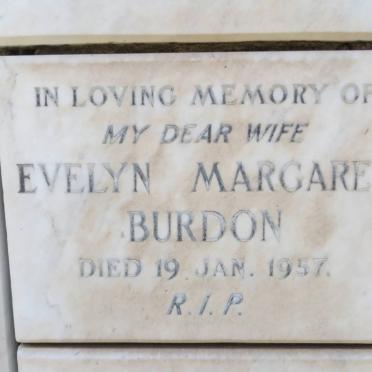 IN LOVING MEMORY OF
MY DEAR WIFE
EVELYN MARGARE
BURDON
DIED 19 JAN. 1957.
R.I.P.